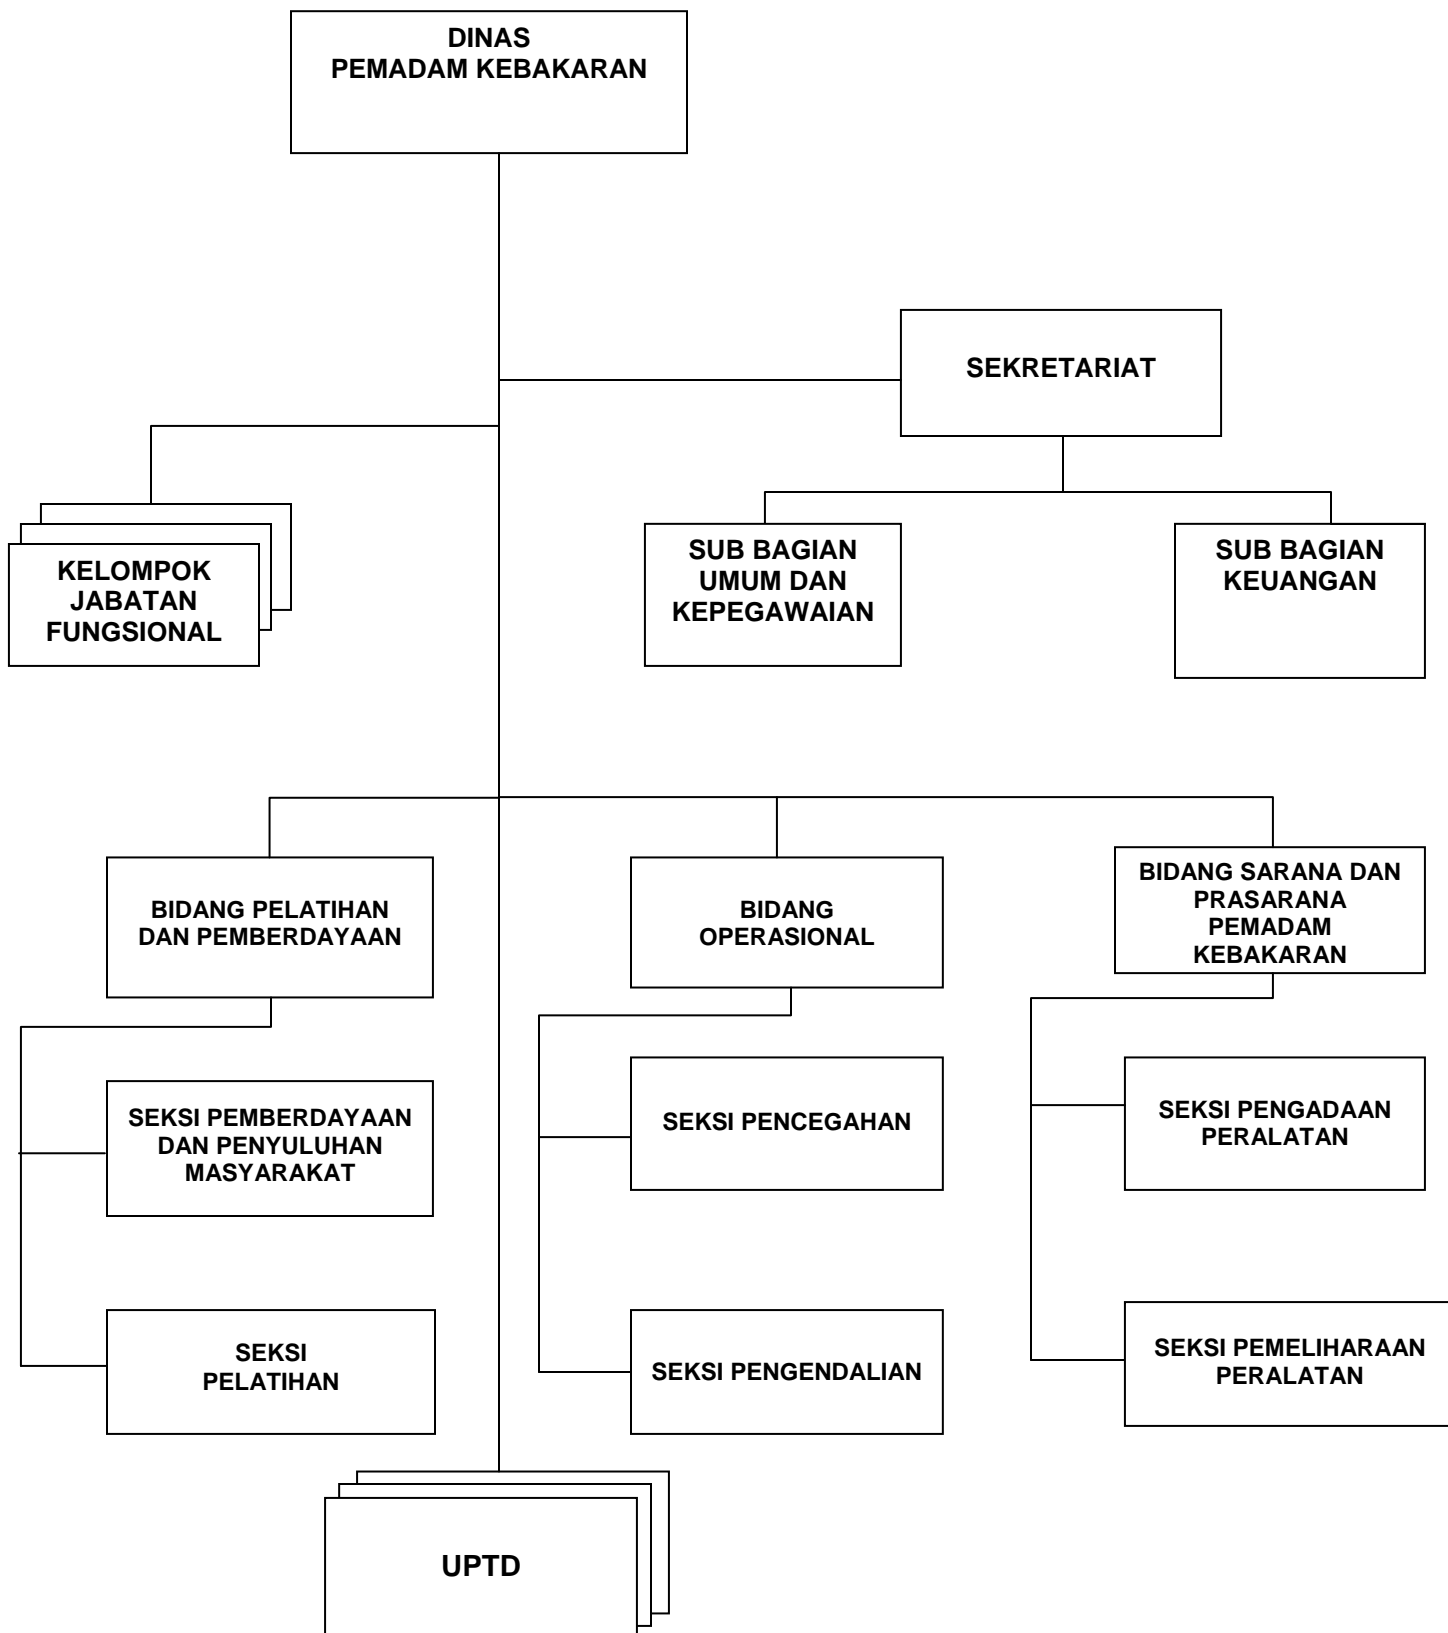 DINAS
PEMADAM KEBAKARAN
SEKRETARIAT
KELOMPOK
JABATAN
FUNGSIONAL
SUB BAGIAN
UMUM DAN
KEPEGAWAIAN
SUB BAGIAN
KEUANGAN
BIDANG PELATIHAN
DAN PEMBERDAYAAN
BIDANG
OPERASIONAL
BIDANG SARANA DAN
PRASARANA
PEMADAM
KEBAKARAN
SEKSI PEMBERDAYAAN
DAN PENYULUHAN
MASYARAKAT
SEKSI PENCEGAHAN
SEKSI PENGADAAN
PERALATAN
SEKSI
PELATIHAN
SEKSI PENGENDALIAN
SEKSI PEMELIHARAAN
PERALATAN
UPTD